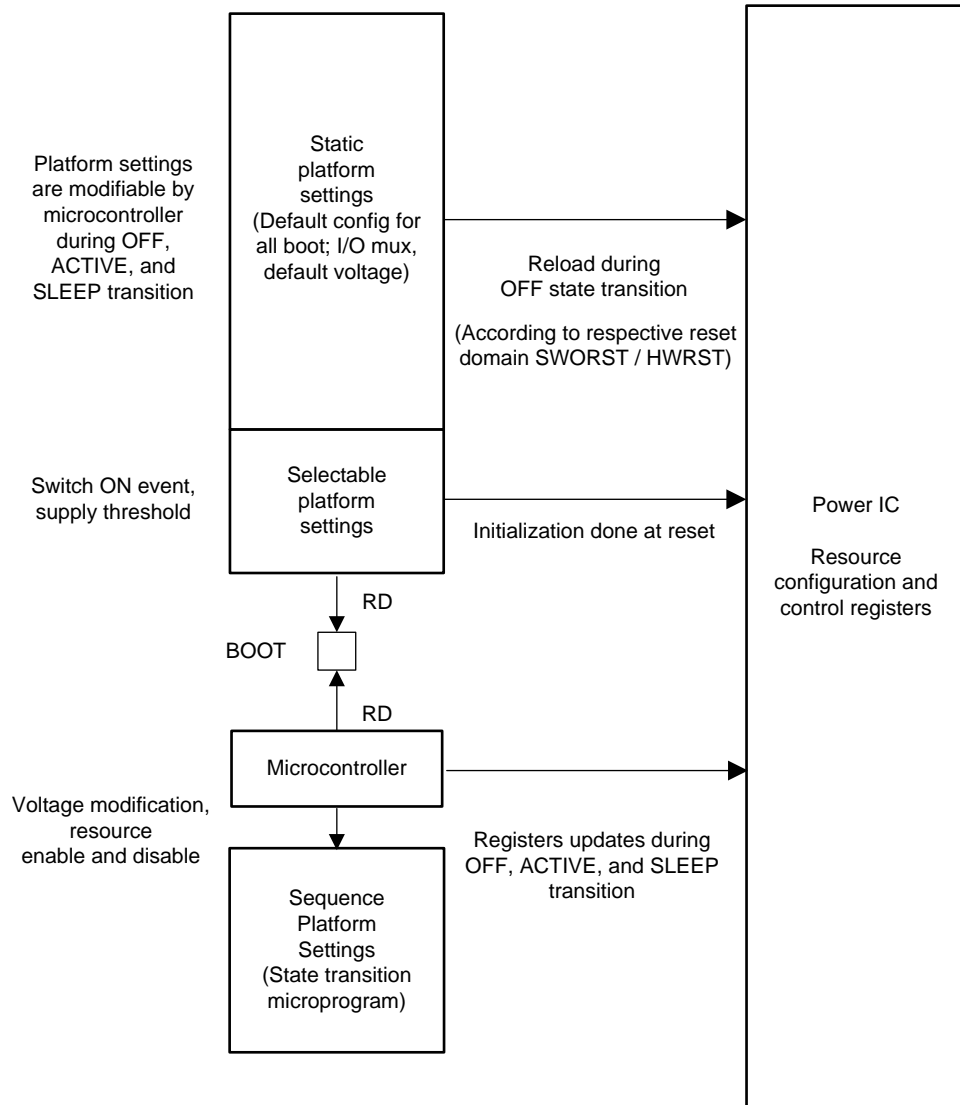 Platform settings
are modifiable by
microcontroller
during OFF,
ACTIVE, and
SLEEP transition
Static
platform
settings
(Default config for
all boot; I/O mux,
default voltage)
Reload during
OFF state transition
(According to respective reset
domain SWORST / HWRST)
Switch ON event,
supply threshold
Selectable
platform
settings
Initialization done at reset
Power IC
Resource
configuration and
control registers
RD
BOOT
RD
Microcontroller
Voltage modification,
resource
enable and disable
Registers updates during
OFF, ACTIVE, and SLEEP
transition
Sequence
Platform
Settings
(State transition
microprogram)